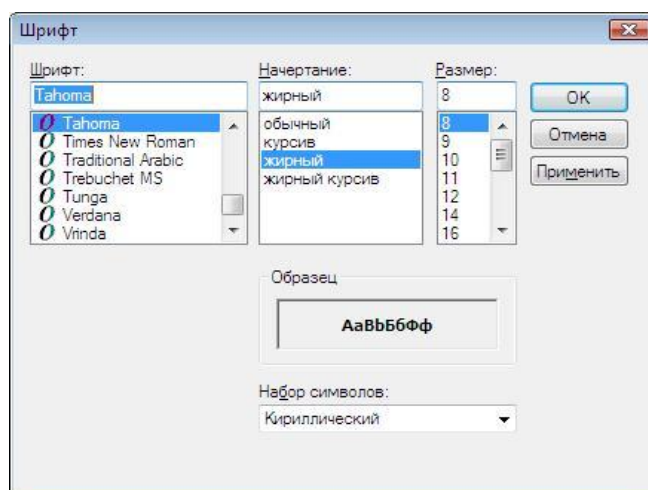 Шрифт
Шрифт:
Tahoma
Tahoma
Times New Roman
Traditional Arabic
Trebuchet MS
Tunga
Verdana
Vrinda
Начертание:
жирный
обычный
курсив
жирный
жирный курсив
Размер:
8
8
9
10
11
12
14
16
OK
Отмена
Применить
Образец
АаBbБбФф
Набор символов:
Кириллический